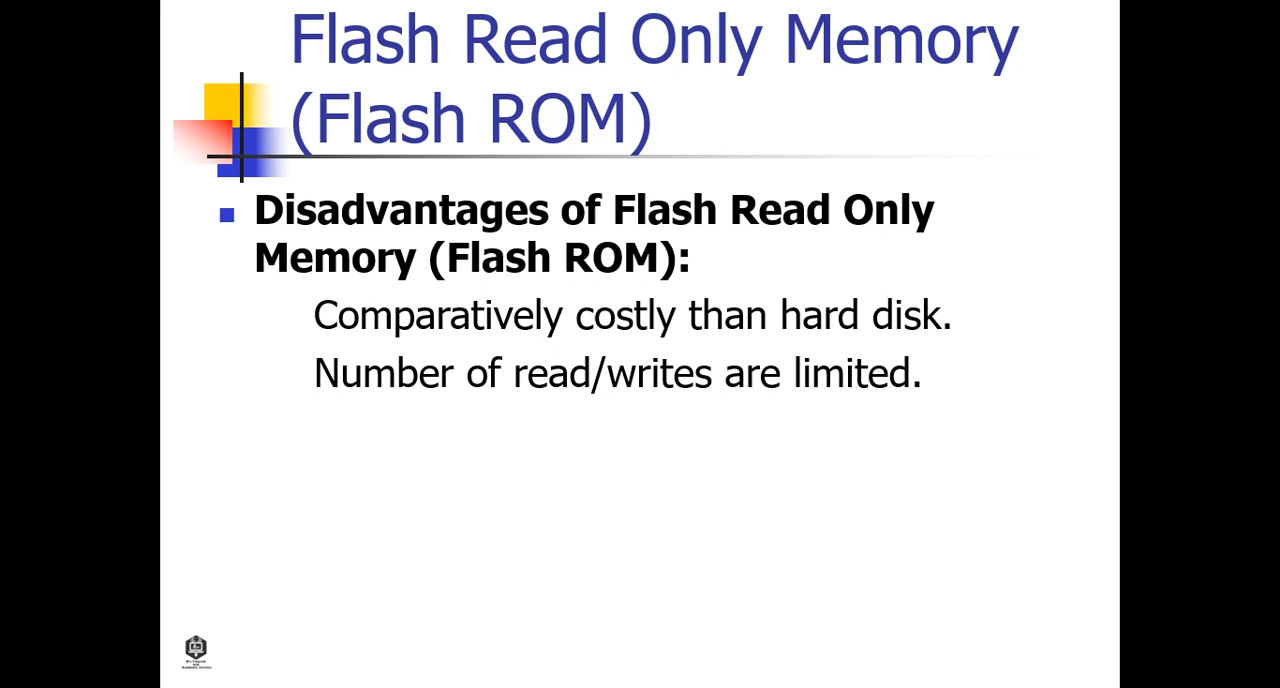 Flash Read Only Memory
(Flash ROM)
Disadvantages of Flash Read Only
Memory (Flash ROM):
Comparatively costly than hard disk.
Number of read/writes are limited.